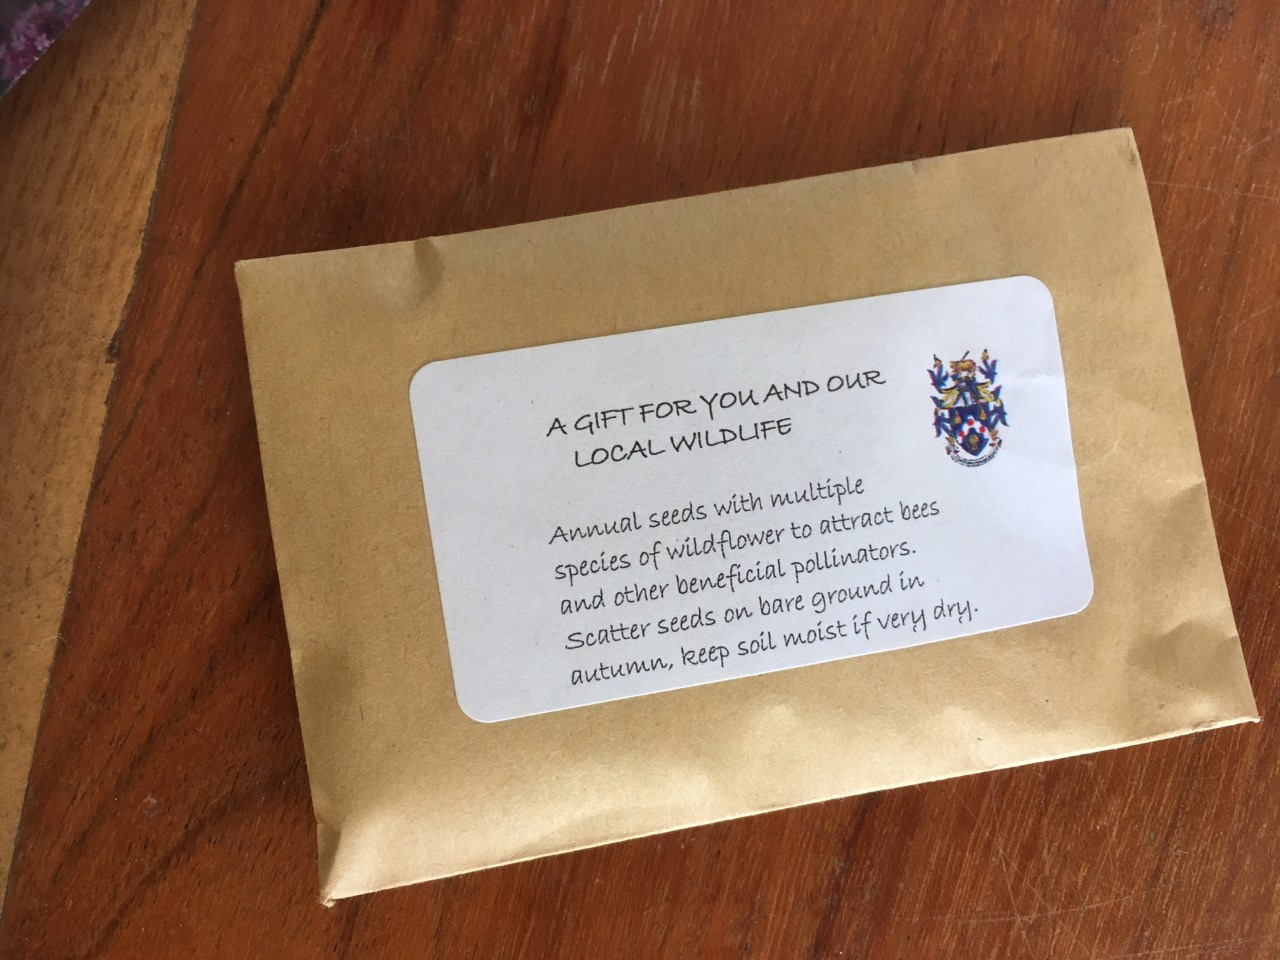 A GIFT FOR YOU AND OUR
LOCAL WILDLIFE
Annual seeds with multiple
species of wildflower to attract bees
and other beneficial pollinators.
Scatter seeds on bare ground in
autumn, keep soil moist if very dry.